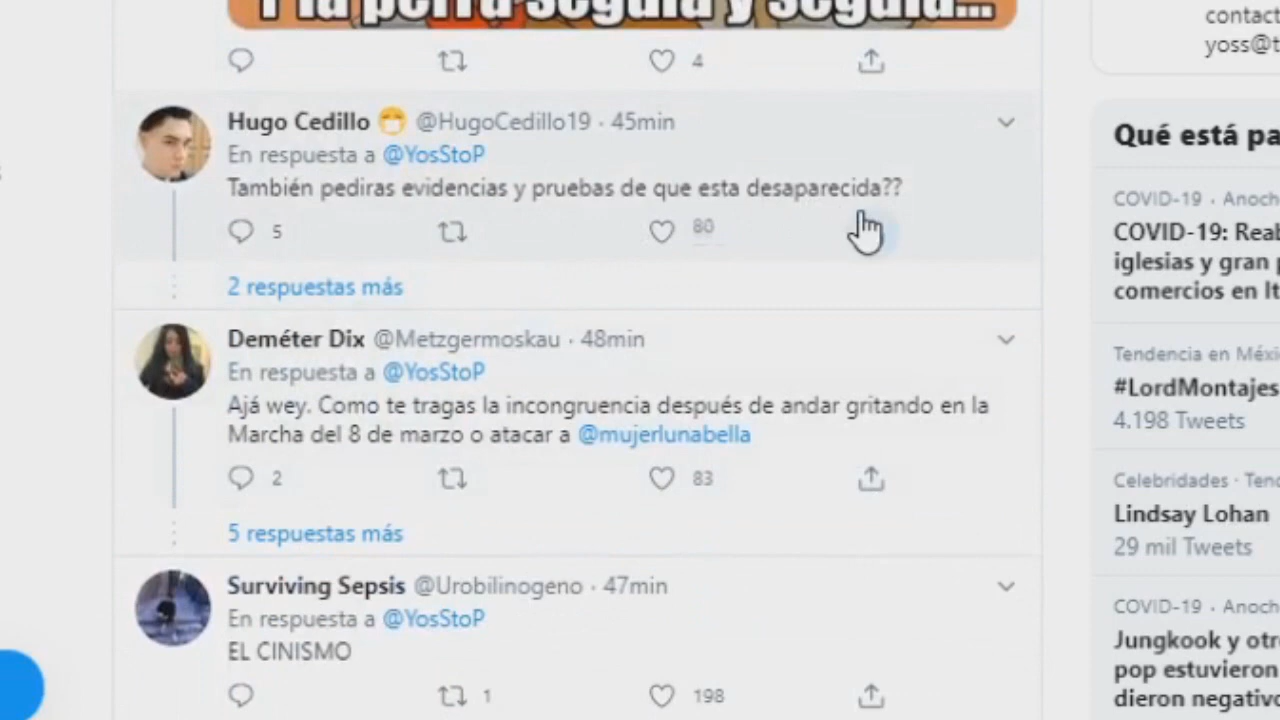 Y la perra seguía y seguía...
4
contact
yoss@t
Hugo Cedillo 😷 @HugoCedillo19 · 45min
En respuesta a @YosStoP
También pediras evidencias y pruebas de que esta desaparecida??
5 80
2 respuestas más
Deméter Dix @Metzgermoskau · 48min
En respuesta a @YosStoP
Ajá wey. Como te tragas la incongruencia después de andar gritando en la
Marcha del 8 de marzo o atacar a @mujerlunabella
2 83
5 respuestas más
Surviving Sepsis @Urobilinogeno · 47min
En respuesta a @YosStoP
EL CINISMO
1 198
Qué está pa
COVID-19 · Anoch
COVID-19: Reab
iglesias y gran p
comercios en It
Tendencia en Méxi
#LordMontajes
4.198 Tweets
Celebridades · Tend
Lindsay Lohan
29 mil Tweets
COVID-19 · Anoch
Jungkook y otro
pop estuvieron
dieron negativo